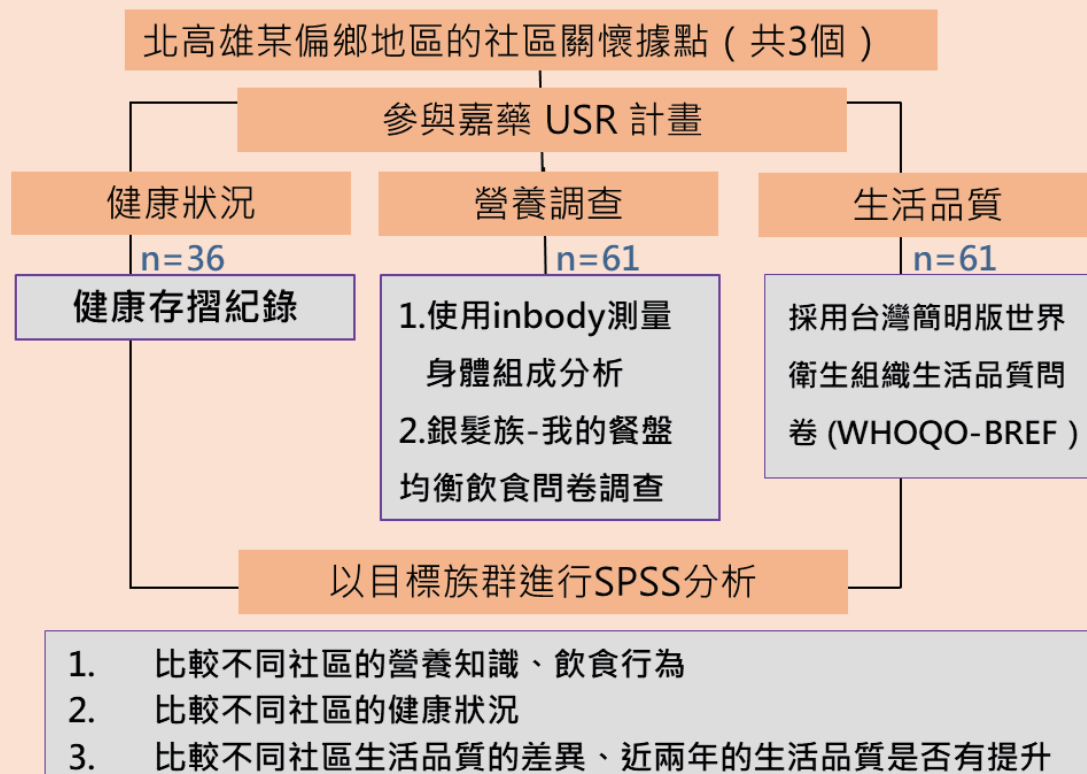 北高雄某偏鄉地區的社區關懷據點（共3個）
參與嘉藥 USR 計畫
健康狀況
n=36
健康存摺紀錄
營養調查
n=61
1.使用inbody測量
身體組成分析
2.銀髮族-我的餐盤
均衡飲食問卷調查
生活品質
n=61
採用台灣簡明版世界
衛生組織生活品質問
卷 (WHOQO-BREF )
以目標族群進行SPSS分析
1. 比較不同社區的營養知識、飲食行為
2. 比較不同社區的健康狀況
3. 比較不同社區生活品質的差異、近兩年的生活品質是否有提升